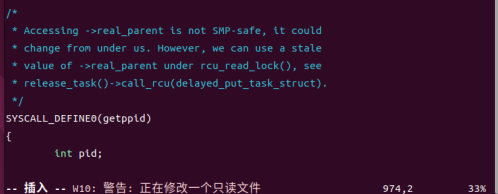 /*
 * Accessing ->real_parent is not SMP-safe, it could
 * change from under us. However, we can use a stale
 * value of ->real_parent under rcu_read_lock(), see
 * release_task()->call_rcu(delayed_put_task_struct).
 */
SYSCALL_DEFINE0(getppid)
{
        int pid;
-- 插入 -- W10: 警告: 正在修改一个只读文件 974,2 33%